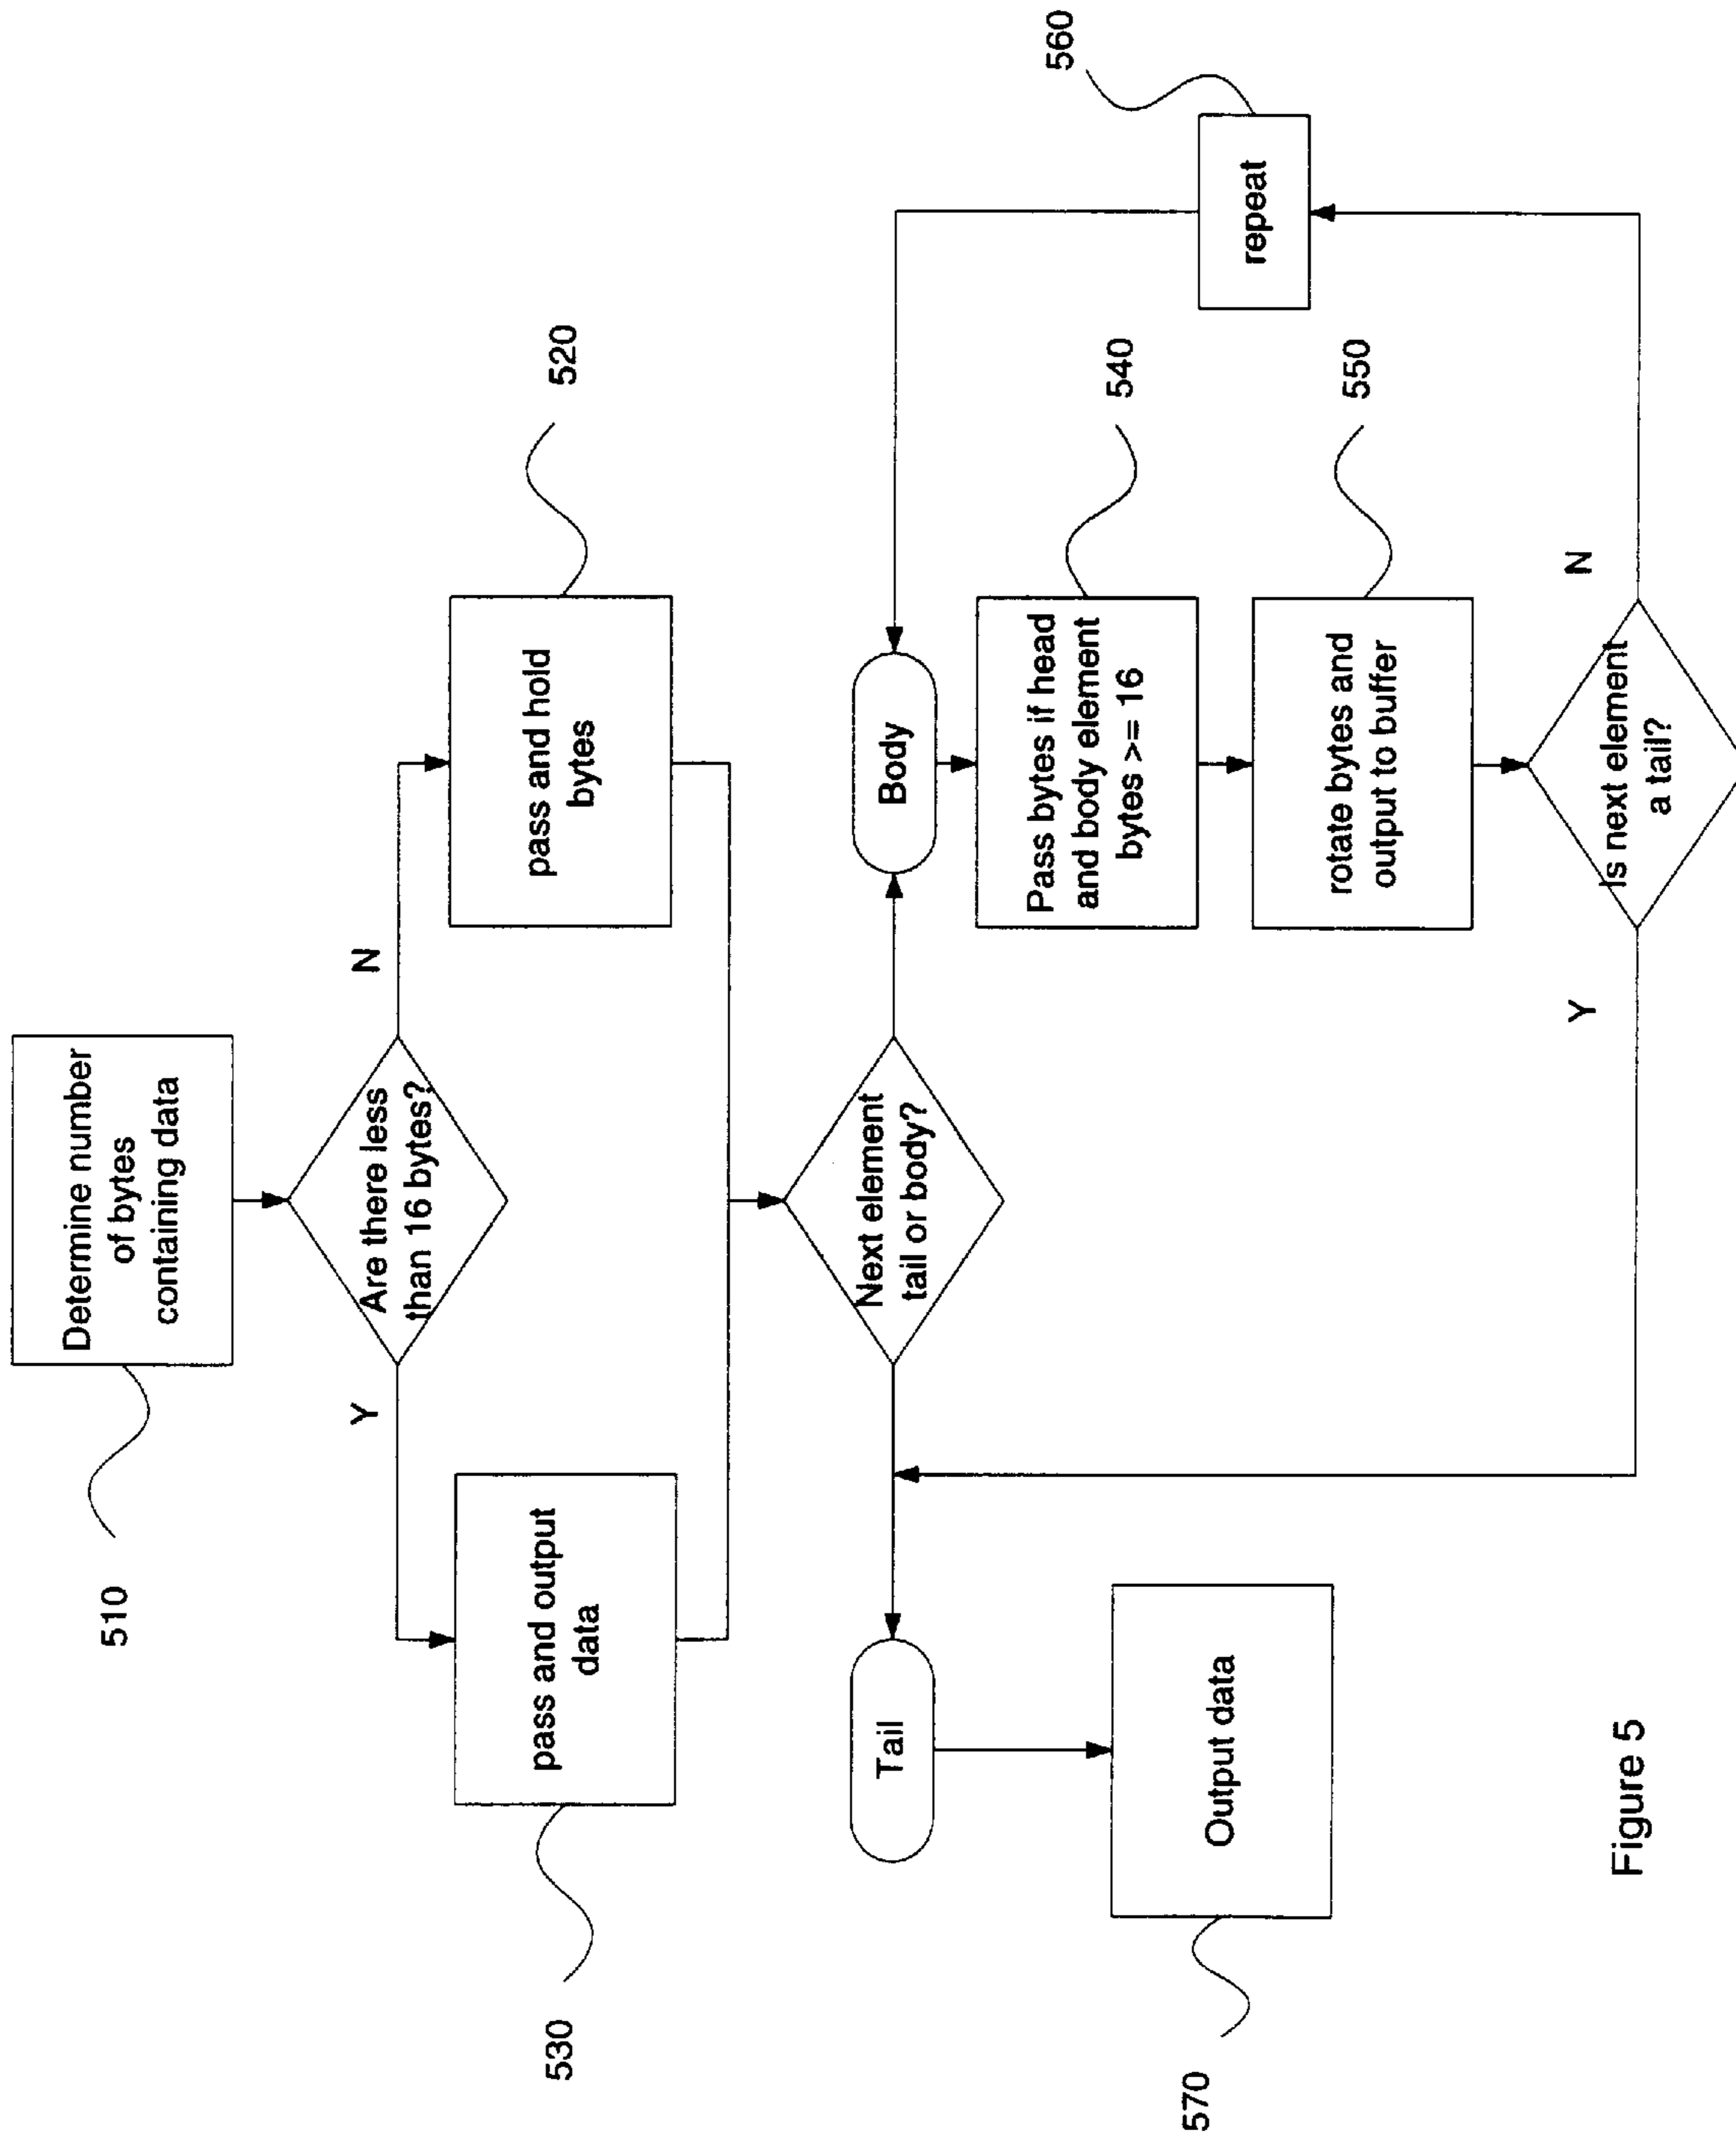 Determine number
of bytes
containing data
510
Are there less
than 16 bytes?
Y
N
pass and output
data
530
pass and hold
bytes
520
Next element
tail or body?
Tail
Body
Output data
570
Pass bytes if head
and body element
bytes >= 16
540
rotate bytes and
output to buffer
550
Is next element
a tail?
Y
N
repeat
560
Figure 5